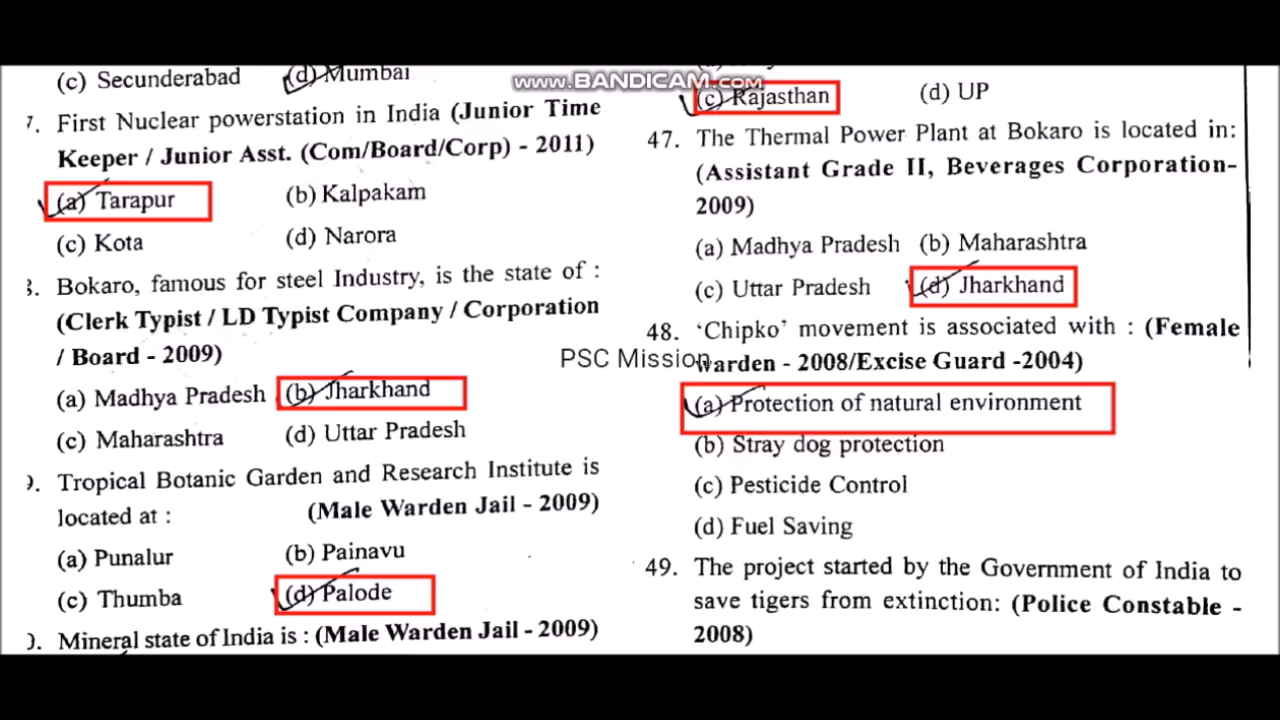 www.BANDICAM.com
(c) Secunderabad (d) Mumbai
7. First Nuclear powerstation in India (Junior Time
Keeper / Junior Asst. (Com/Board/Corp) - 2011)
(a) Tarapur (b) Kalpakam
(c) Kota (d) Narora
8. Bokaro, famous for steel Industry, is the state of :
(Clerk Typist / LD Typist Company / Corporation
/ Board - 2009)
(a) Madhya Pradesh (b) Jharkhand
(c) Maharashtra (d) Uttar Pradesh
9. Tropical Botanic Garden and Research Institute is
located at : (Male Warden Jail - 2009)
(a) Punalur (b) Painavu
(c) Thumba (d) Palode
0. Mineral state of India is : (Male Warden Jail - 2009)
(c) Rajasthan (d) UP
47. The Thermal Power Plant at Bokaro is located in:
(Assistant Grade II, Beverages Corporation-
2009)
(a) Madhya Pradesh (b) Maharashtra
(c) Uttar Pradesh (d) Jharkhand
48. 'Chipko' movement is associated with : (Female
Warden - 2008/Excise Guard -2004)
PSC Mission
(a) Protection of natural environment
(b) Stray dog protection
(c) Pesticide Control
(d) Fuel Saving
49. The project started by the Government of India to
save tigers from extinction: (Police Constable -
2008)